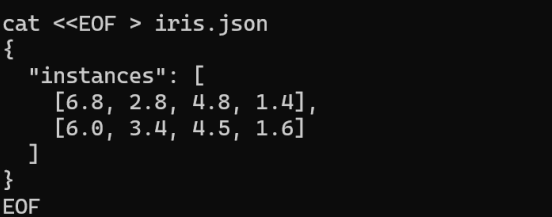 cat <<EOF > iris.json
{
  "instances": [
    [6.8, 2.8, 4.8, 1.4],
    [6.0, 3.4, 4.5, 1.6]
  ]
}
EOF